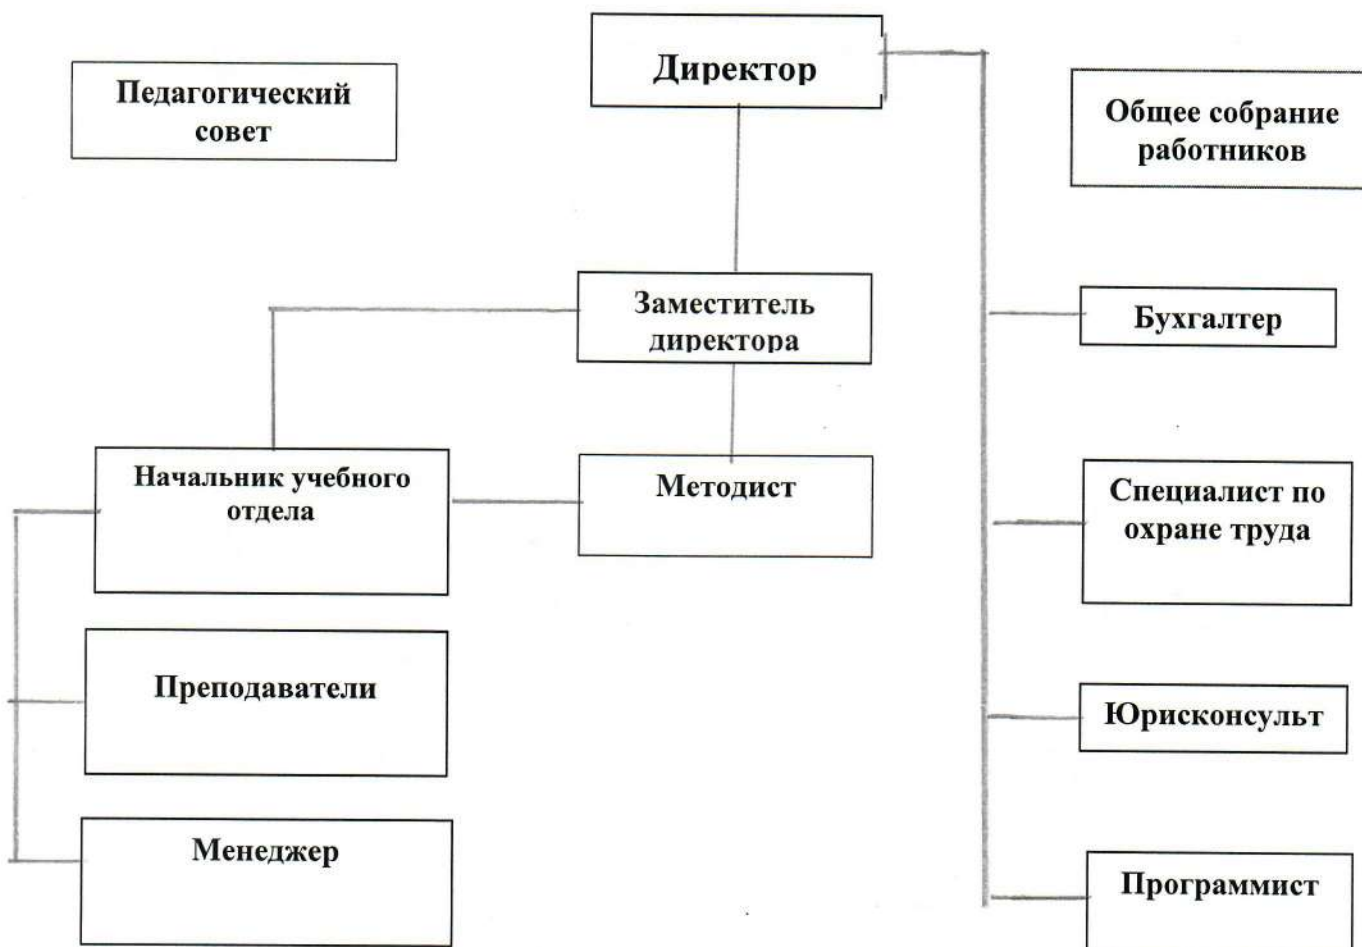 Директор
Педагогический
совет
Общее собрание
работников
Заместитель
директора
Бухгалтер
Начальник учебного
отдела
Методист
Специалист по
охране труда
Преподаватели
Юрисконсульт
Менеджер
Программист